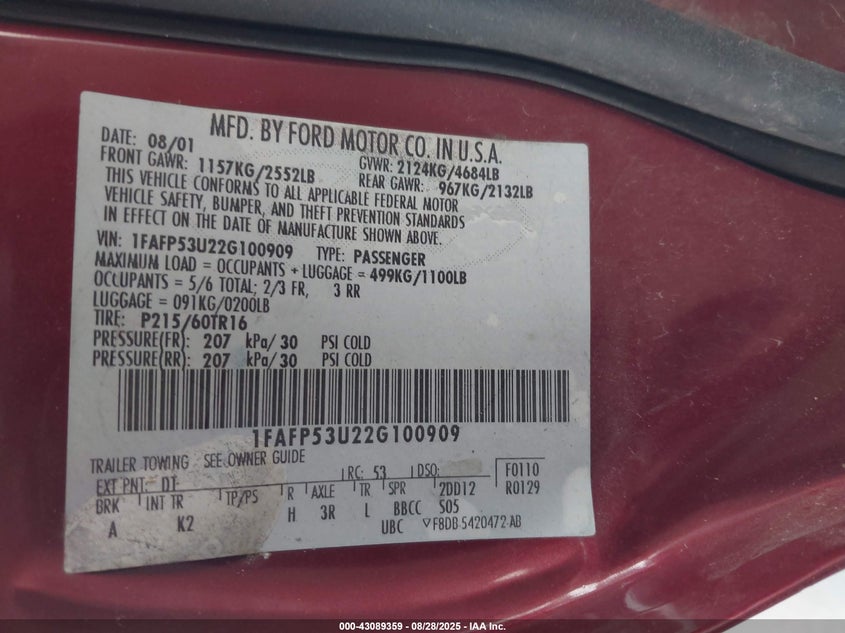 MFD. BY FORD MOTOR CO. IN U.S.A.
DATE: 08/01 GVWR: 2124KG/4684LB
FRONT GAWR: 1157KG/2552LB REAR GAWR: 967KG/2132LB
THIS VEHICLE CONFORMS TO ALL APPLICABLE FEDERAL MOTOR
VEHICLE SAFETY, BUMPER, AND THEFT PREVENTION STANDARDS
IN EFFECT ON THE DATE OF MANUFACTURE SHOWN ABOVE.
VIN: 1FAFP53U22G100909 TYPE: PASSENGER
MAXIMUM LOAD = OCCUPANTS + LUGGAGE = 499KG/1100LB
OCCUPANTS = 5/6 TOTAL; 2/3 FR, 3 RR
LUGGAGE = 091KG/0200LB
TIRE: P215/60TR16
PRESSURE(FR): 207 kPa/ 30 PSI COLD
PRESSURE(RR): 207 kPa/ 30 PSI COLD
1FAFP53U22G100909
TRAILER TOWING SEE OWNER GUIDE
EXT PNT: DT RC: 53 DSO: F0110
BRK INT TR TP/PS R AXLE TR SPR 2DD12 R0129
A K2 H 3R L BBCC S05
UBC F8DB-5420472-AB
000-43089359 | 08/28/2025 - IAA Inc.